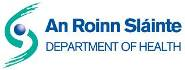 An Roinn Sláinte
DEPARTMENT OF HEALTH